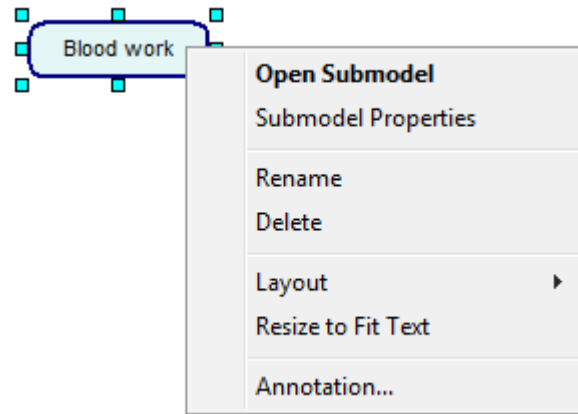 Blood work
Open Submodel
Submodel Properties
Rename
Delete
Layout
Resize to Fit Text
Annotation...